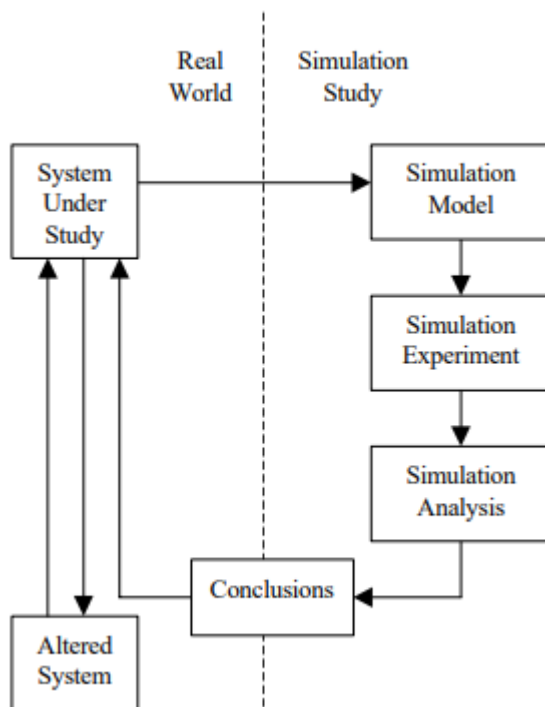 Real
World
Simulation
Study
System
Under
Study
Simulation
Model
Simulation
Experiment
Simulation
Analysis
Conclusions
Altered
System